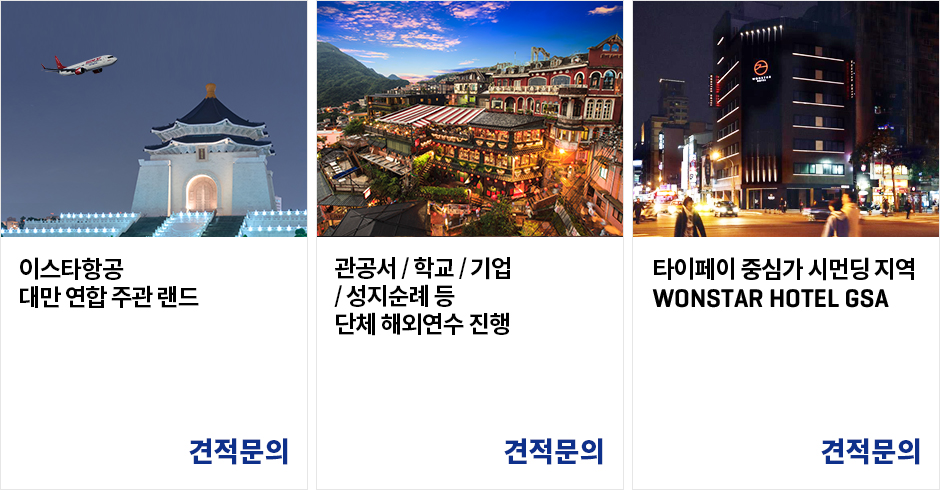 WONSTAR
HOTEL
이스타항공
대만 연합 주관 랜드
견적문의
관공서 / 학교 / 기업
/ 성지순례 등
단체 해외연수 진행
견적문의
타이페이 중심가 시먼딩 지역
WONSTAR HOTEL GSA
견적문의